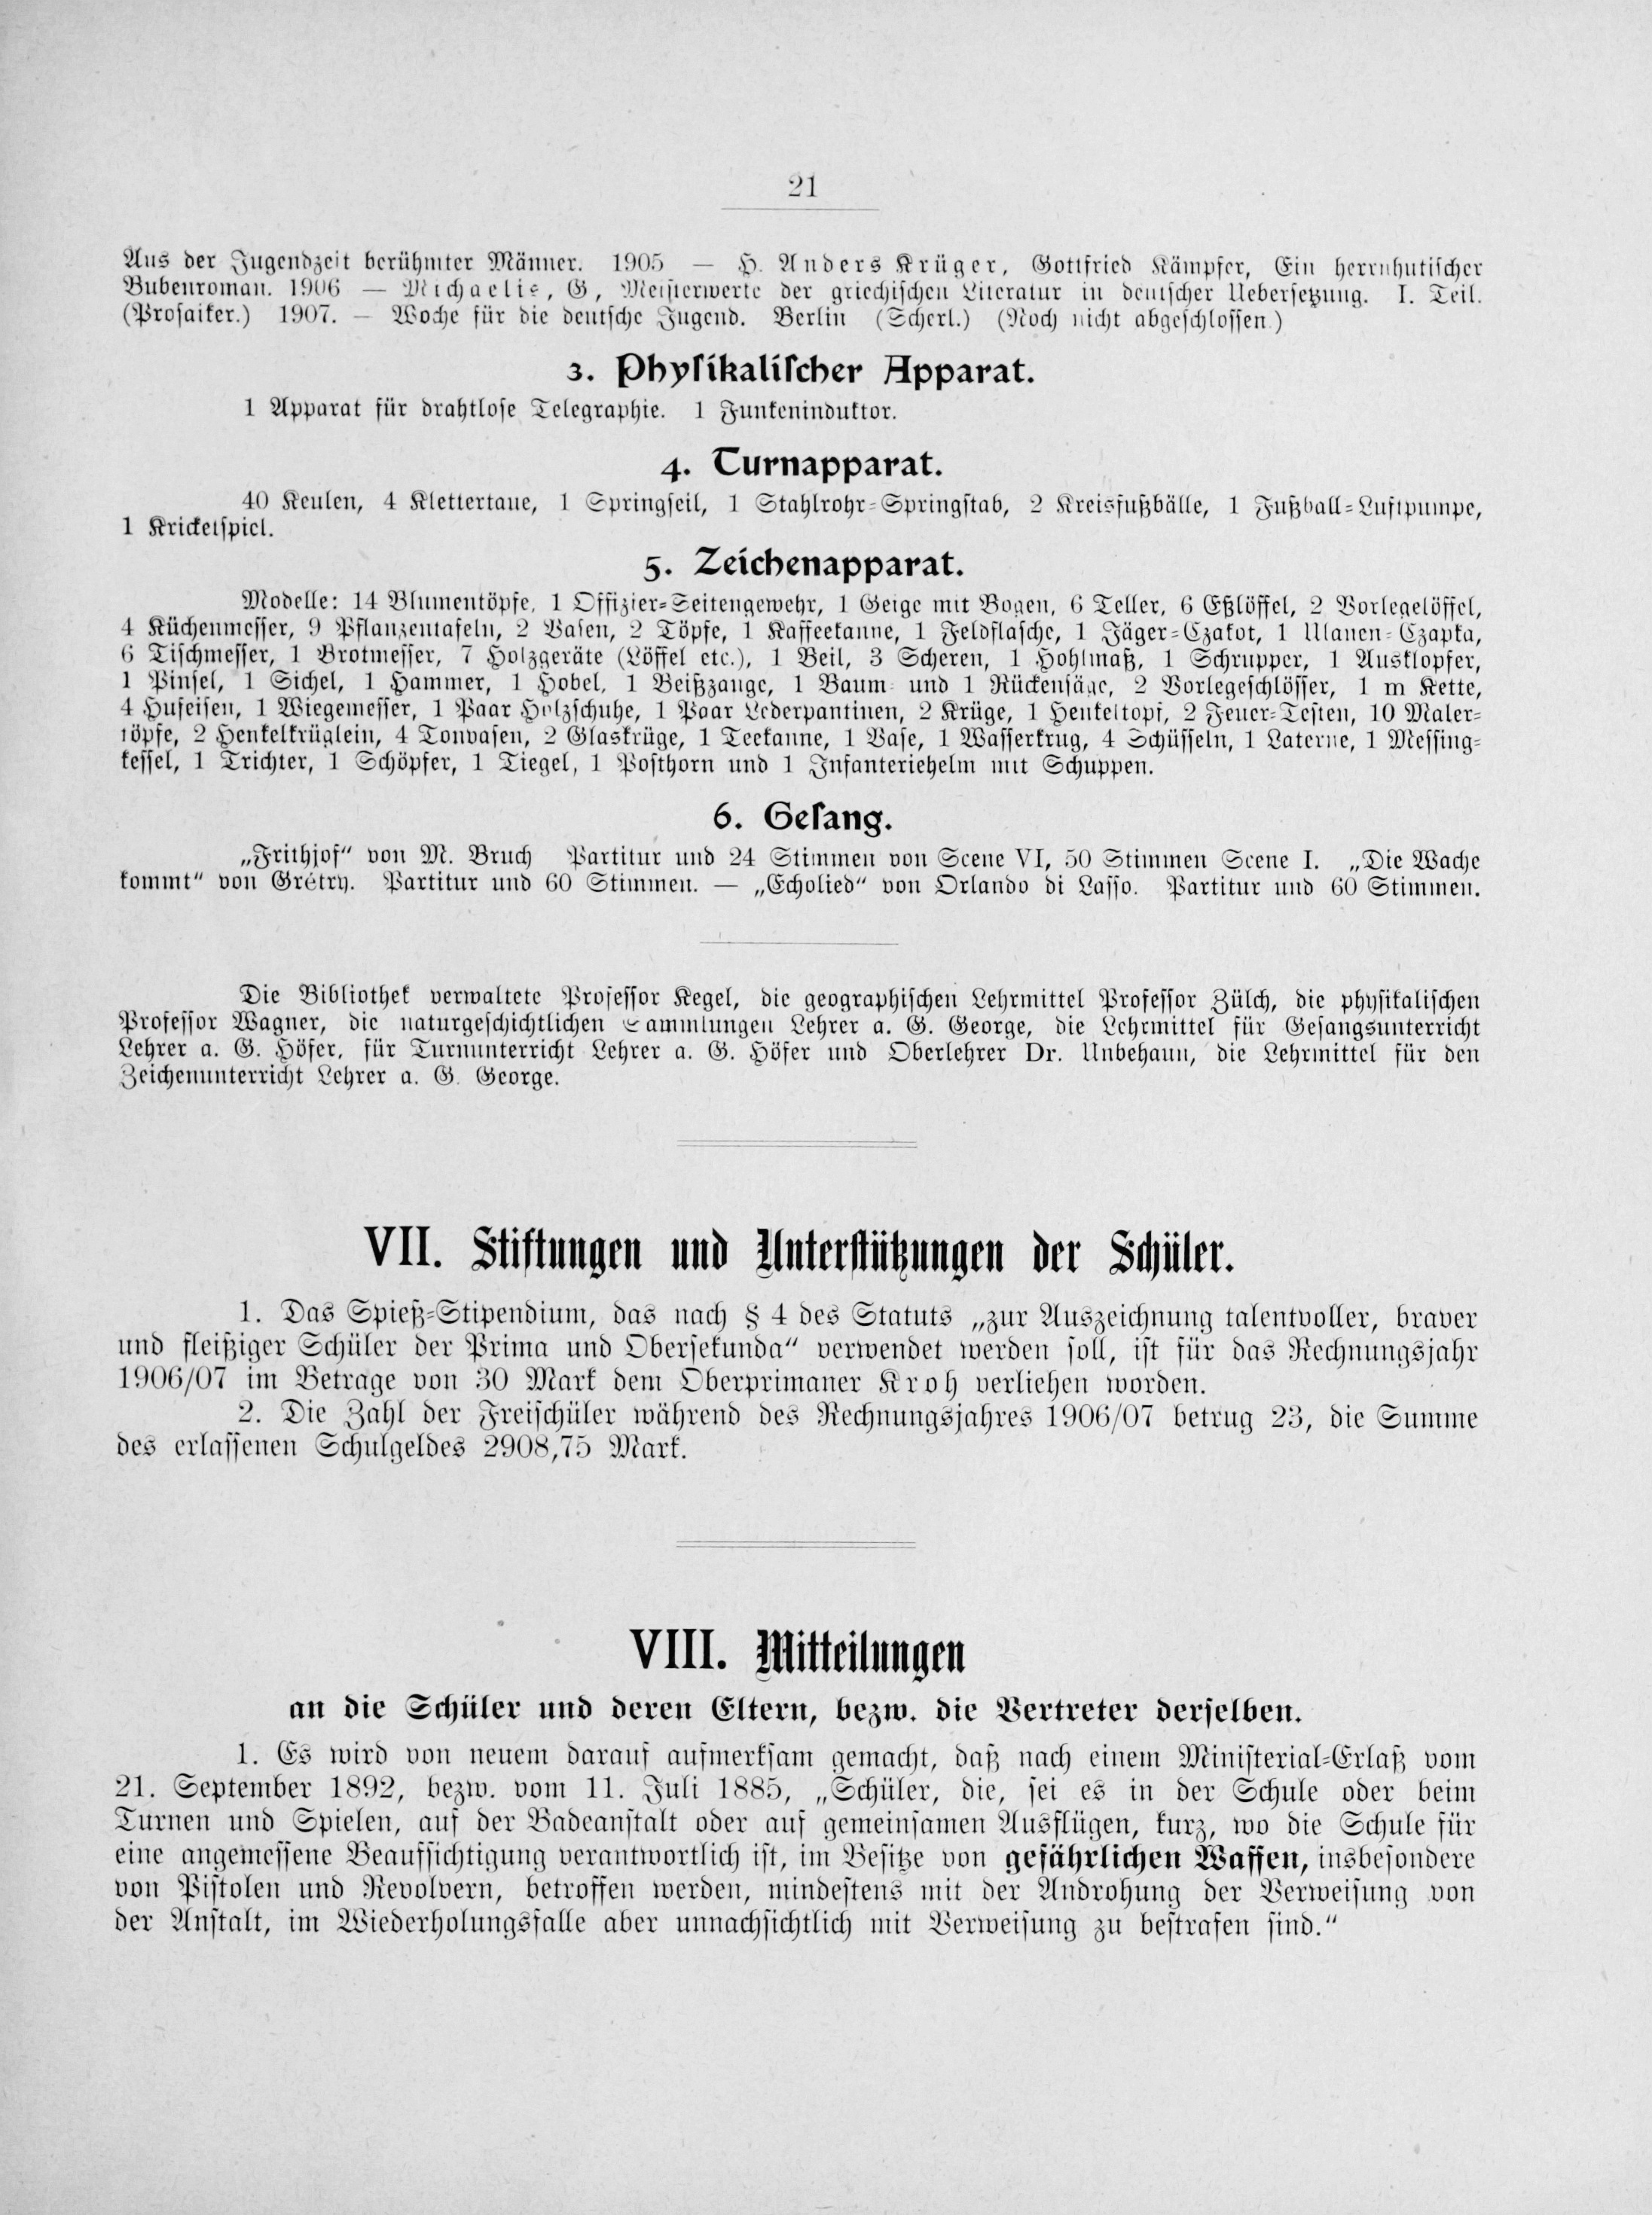 21
Aus der Jugendzeit berühmter Männer. 1905 — H. Anders Krüger, Gottfried Kämpfer, Ein herrnhutischer
Bubenroman. 1906 — Michaelis, G, Meisterwerte der griechischen Literatur in deutscher Uebersetzung. I. Teil.
(Prosaiker.) 1907. — Woche für die deutsche Jugend. Berlin (Scherl.) (Noch nicht abgeschlossen.)
3. Physikalischer Apparat.
1 Apparat für drahtlose Telegraphie. 1 Funkeninduktor.
4. Turnapparat.
40 Keulen, 4 Klettertaue, 1 Springseil, 1 Stahlrohr-Springstab, 2 Kreisfußbälle, 1 Fußball-Luftpumpe,
1 Kricketspiel.
5. Zeichenapparat.
Modelle: 14 Blumentöpfe, 1 Offizier-Seitengewehr, 1 Geige mit Bogen, 6 Teller, 6 Eßlöffel, 2 Vorlegelöffel,
4 Küchenmesser, 9 Pflanzentafeln, 2 Vasen, 2 Töpfe, 1 Kaffeekanne, 1 Feldflasche, 1 Jäger-Czakot, 1 Ulanen-Czapka,
6 Tischmesser, 1 Brotmesser, 7 Holzgeräte (Löffel etc.), 1 Beil, 3 Scheren, 1 Hohlmaß, 1 Schrupper, 1 Ausklopfer,
1 Pinsel, 1 Sichel, 1 Hammer, 1 Hobel, 1 Beißzange, 1 Baum- und 1 Rückensäge, 2 Vorlegeschlösser, 1 m Kette,
4 Hufeisen, 1 Wiegemesser, 1 Paar Holzschuhe, 1 Paar Lederpantinen, 2 Krüge, 1 Henkeltopf, 2 Feuer-Testen, 10 Maler-
töpfe, 2 Henkelkrüglein, 4 Tonvasen, 2 Glaskrüge, 1 Teekanne, 1 Vase, 1 Wasserkrug, 4 Schüsseln, 1 Laterne, 1 Messing-
kessel, 1 Trichter, 1 Schöpfer, 1 Tiegel, 1 Posthorn und 1 Infanteriehelm mit Schuppen.
6. Gesang.
„Frithjof“ von M. Bruch Partitur und 24 Stimmen von Scene VI, 50 Stimmen Scene I. „Die Wache
kommt“ von Grétry. Partitur und 60 Stimmen. — „Echolied“ von Orlando di Lasso. Partitur und 60 Stimmen.
Die Bibliothek verwaltete Professor Kegel, die geographischen Lehrmittel Professor Zülch, die physikalischen
Professor Wagner, die naturgeschichtlichen Sammlungen Lehrer a. G. George, die Lehrmittel für Gesangsunterricht
Lehrer a. G. Höfer, für Turnunterricht Lehrer a. G. Höfer und Oberlehrer Dr. Unbehaun, die Lehrmittel für den
Zeichenunterricht Lehrer a. G. George.
VII. Stiftungen und Unterstützungen der Schüler.
1. Das Spieß-Stipendium, das nach § 4 des Statuts „zur Auszeichnung talentvoller, braver
und fleißiger Schüler der Prima und Obersekunda“ verwendet werden soll, ist für das Rechnungsjahr
1906/07 im Betrage von 30 Mark dem Oberprimaner Kroh verliehen worden.
2. Die Zahl der Freischüler während des Rechnungsjahres 1906/07 betrug 23, die Summe
des erlassenen Schulgeldes 2908,75 Mark.
VIII. Mitteilungen
an die Schüler und deren Eltern, bezw. die Vertreter derselben.
1. Es wird von neuem darauf aufmerksam gemacht, daß nach einem Ministerial-Erlaß vom
21. September 1892, bezw. vom 11. Juli 1885, „Schüler, die, sei es in der Schule oder beim
Turnen und Spielen, auf der Badeanstalt oder auf gemeinsamen Ausflügen, kurz, wo die Schule für
eine angemessene Beaufsichtigung verantwortlich ist, im Besitze von gefährlichen Waffen, insbesondere
von Pistolen und Revolvern, betroffen werden, mindestens mit der Androhung der Verweisung von
der Anstalt, im Wiederholungsfalle aber unnachsichtlich mit Verweisung zu bestrafen sind.“